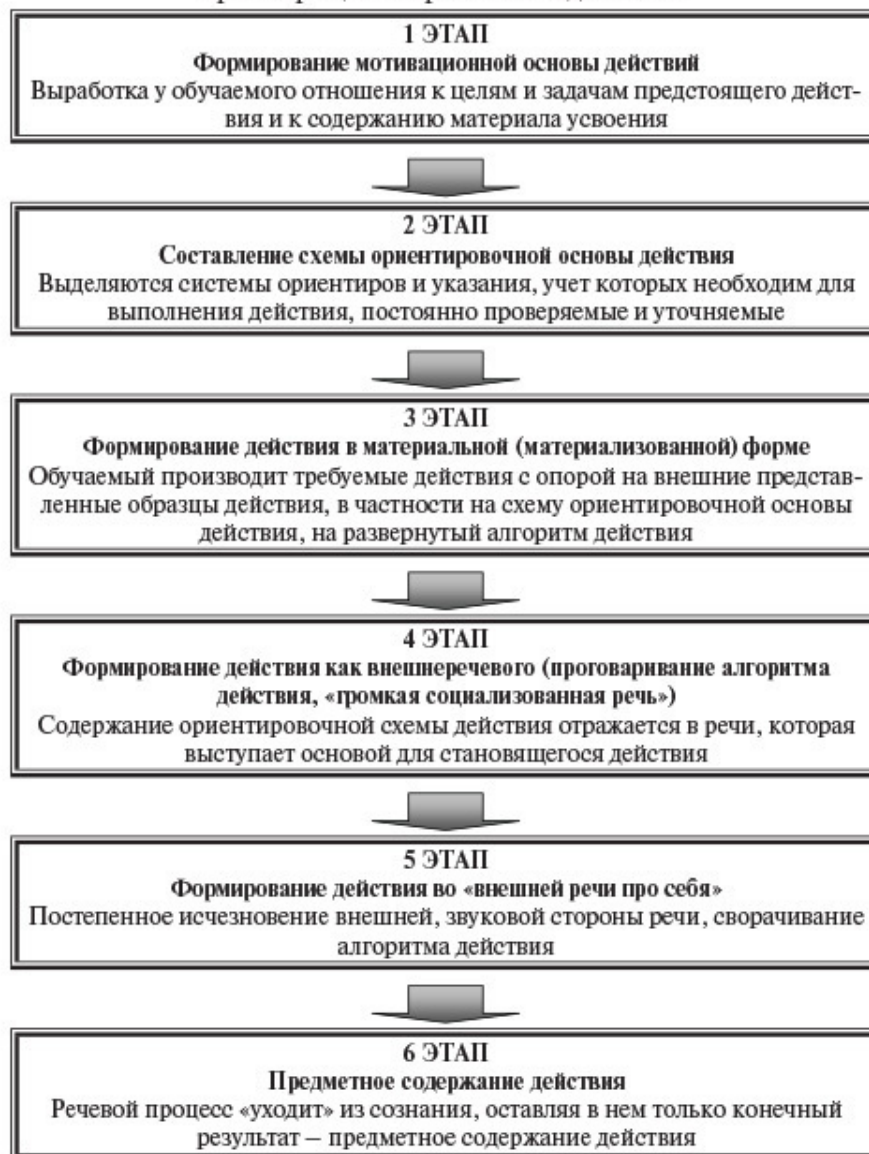 1 ЭТАП
Формирование мотивационной основы действий
Выработка у обучаемого отношения к целям и задачам предстоящего дейст-
вия и к содержанию материала усвоения
2 ЭТАП
Составление схемы ориентировочной основы действия
Выделяются системы ориентиров и указания, учет которых необходим для
выполнения действия, постоянно проверяемые и уточняемые
3 ЭТАП
Формирование действия в материальной (материализованной) форме
Обучаемый производит требуемые действия с опорой на внешние представ-
ленные образцы действия, в частности на схему ориентировочной основы
действия, на развернутый алгоритм действия
4 ЭТАП
Формирование действия как внешнеречевого (проговаривание алгоритма
действия, «громкая социализованная речь»)
Содержание ориентировочной схемы действия отражается в речи, которая
выступает основой для становящегося действия
5 ЭТАП
Формирование действия во «внешней речи про себя»
Постепенное исчезновение внешней, звуковой стороны речи, сворачивание
алгоритма действия
6 ЭТАП
Предметное содержание действия
Речевой процесс «уходит» из сознания, оставляя в нем только конечный
результат – предметное содержание действия